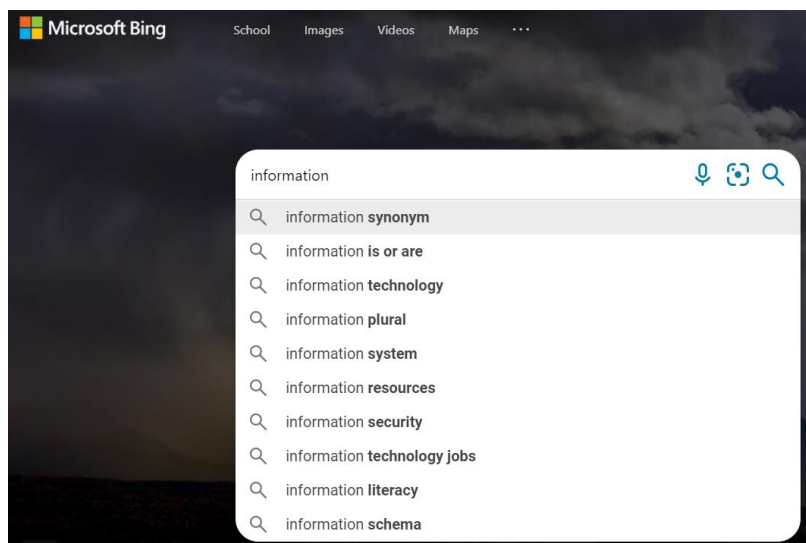 Microsoft Bing School Images Videos Maps ...
information
information synonym
information is or are
information technology
information plural
information system
information resources
information security
information technology jobs
information literacy
information schema